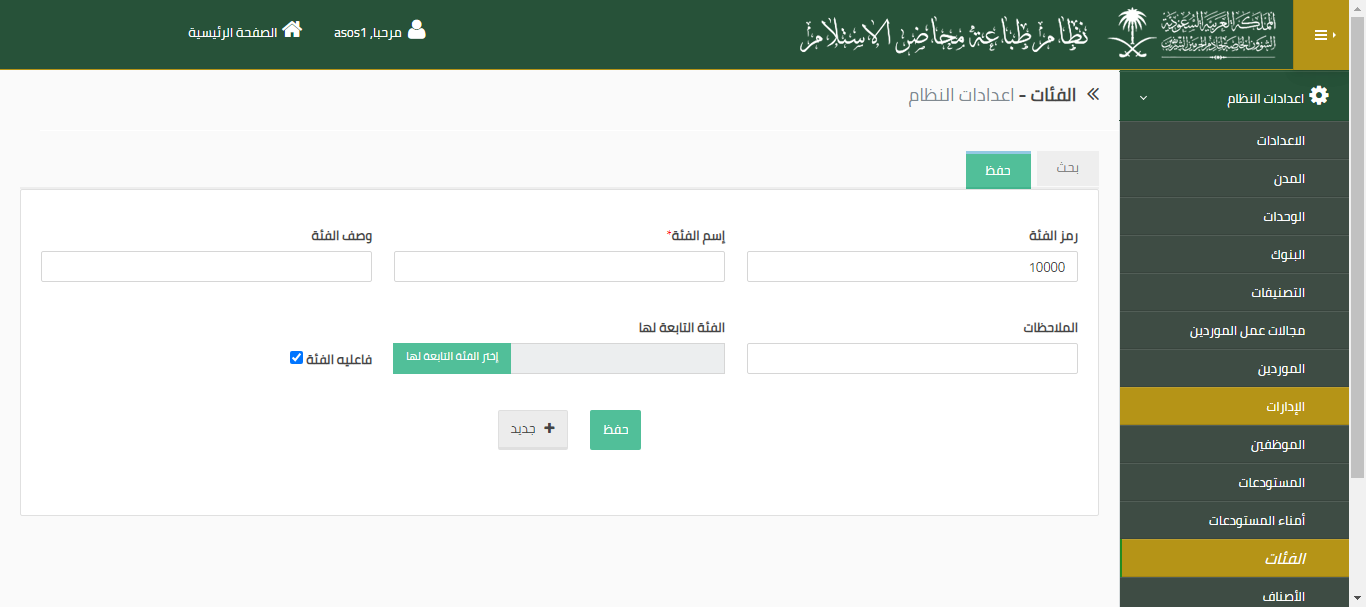 المملكة العربية السعودية
الشؤون الخاصة لخادم الحرمين الشريفين
نظام طباعة محاضر الاستلام
مرحبا, asos1
الصفحة الرئيسية
اعدادات النظام
الاعدادات
المدن
الوحدات
البنوك
التصنيفات
مجالات عمل الموردين
الموردين
الإدارات
الموظفين
المستودعات
أمناء المستودعات
الفئات
الأصناف
الفئات - اعدادات النظام
بحث
حفظ
رمز الفئة
إسم الفئة*
وصف الفئة
10000
الملاحظات
الفئة التابعة لها
إختر الفئة التابعة لها
فاعليه الفئة
حفظ
جديد